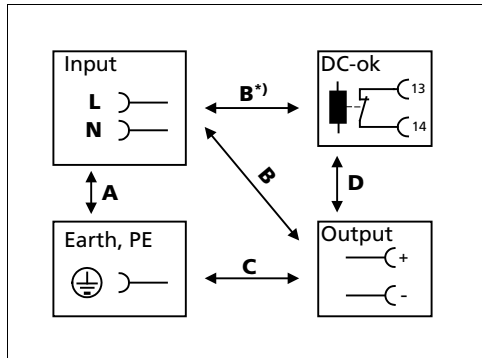 Input
L
N
B*)
DC-ok
13
14
A
B
D
Earth, PE
C
Output
+
-